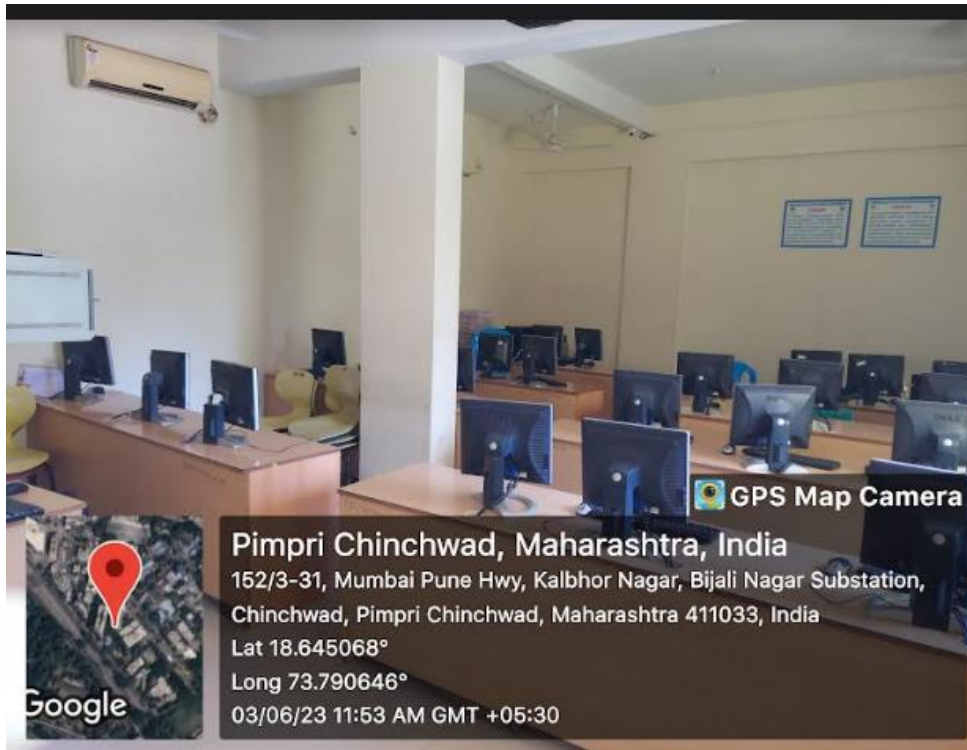 GPS Map Camera
Pimpri Chinchwad, Maharashtra, India
152/3-31, Mumbai Pune Hwy, Kalbhor Nagar, Bijali Nagar Substation,
Chinchwad, Pimpri Chinchwad, Maharashtra 411033, India
Lat 18.645068°
Long 73.790646°
03/06/23 11:53 AM GMT +05:30
Google